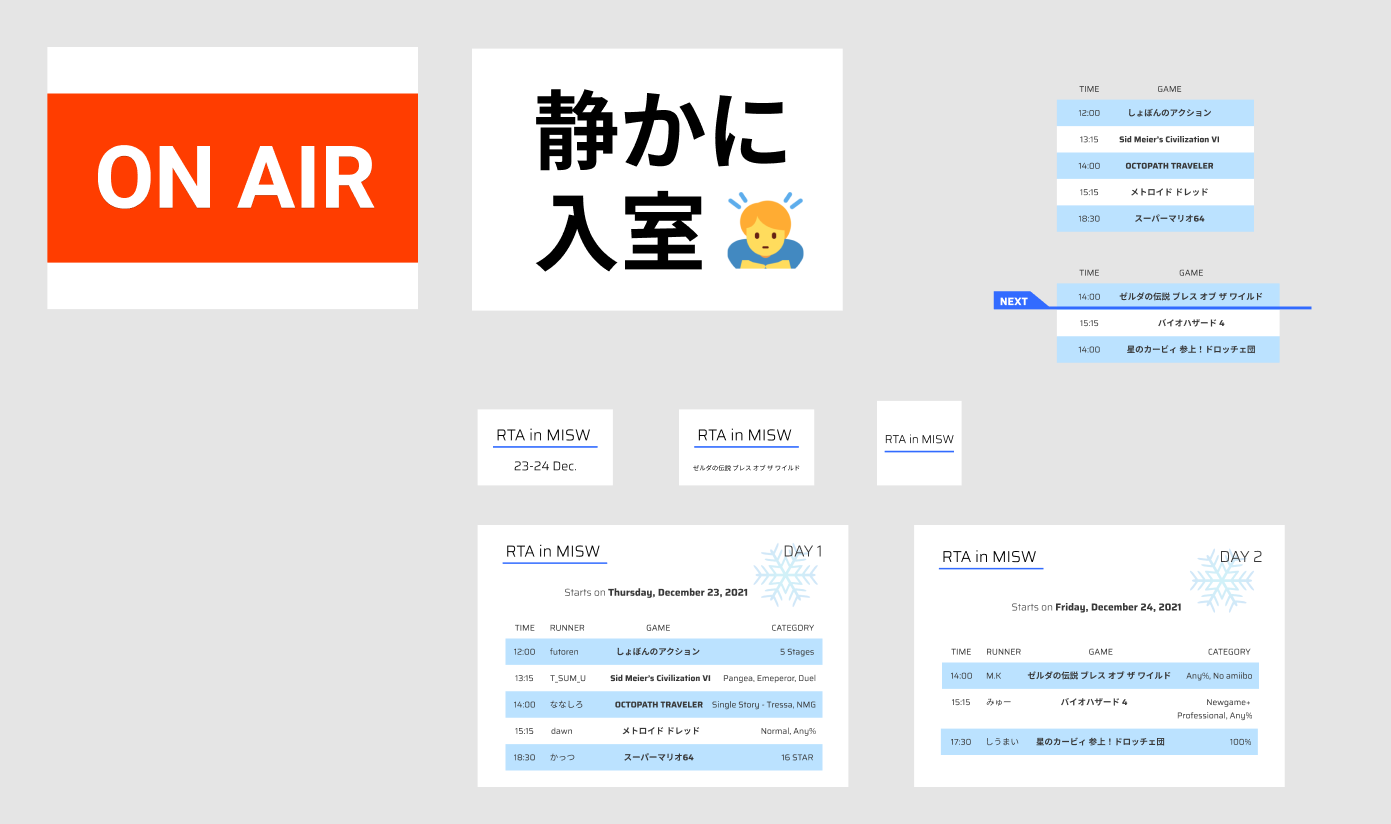 ON AIR
静かに
入室
TIME GAME
12:00 しょぼんのアクション
13:15 Sid Meier's Civilization VI
14:00 OCTOPATH TRAVELER
15:15 メトロイド ドレッド
18:30 スーパーマリオ64
TIME GAME
14:00 ゼルダの伝説 ブレス オブ ザ ワイルド
NEXT
15:15 バイオハザード 4
14:00 星のカービィ 参上！ドロッチェ団
RTA in MISW
23-24 Dec.
RTA in MISW
ゼルダの伝説 ブレス オブ ザ ワイルド
RTA in MISW
RTA in MISW
DAY 1
Starts on Thursday, December 23, 2021
TIME RUNNER GAME CATEGORY
12:00 futoren しょぼんのアクション 5 Stages
13:15 T_SUM_U Sid Meier's Civilization VI Pangea, Emeperor, Duel
14:00 ななしろ OCTOPATH TRAVELER Single Story - Tressa, NMG
15:15 dawn メトロイド ドレッド Normal, Any%
18:30 かっつ スーパーマリオ64 16 STAR
RTA in MISW
DAY 2
Starts on Friday, December 24, 2021
TIME RUNNER GAME CATEGORY
14:00 M.K ゼルダの伝説 ブレス オブ ザ ワイルド Any%, No amiibo
15:15 みゅー バイオハザード 4 Newgame+
Professional, Any%
17:30 しうまい 星のカービィ 参上！ドロッチェ団 100%